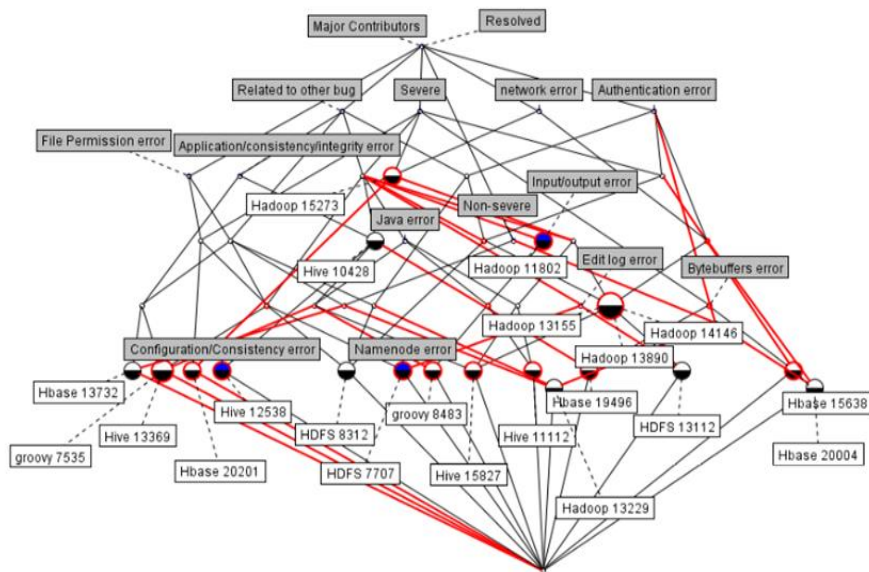 Major Contributors
Resolved
Related to other bug
Severe
network error
Authentication error
File Permission error
Application/consistency/integrity error
Input/output error
Hadoop 15273
Non-severe
Java error
Edit log error
Hive 10428
Hadoop 11802
Bytebuffers error
Hadoop 13155
Hadoop 14146
Configuration/Consistency error
Namenode error
Hadoop 13890
Hbase 13732
Hive 12538
groovy 8483
Hbase 19496
Hbase 15638
Hive 13369
HDFS 8312
Hive 11112
HDFS 13112
groovy 7535
Hbase 20201
HDFS 7707
Hive 15827
Hbase 20004
Hadoop 13229